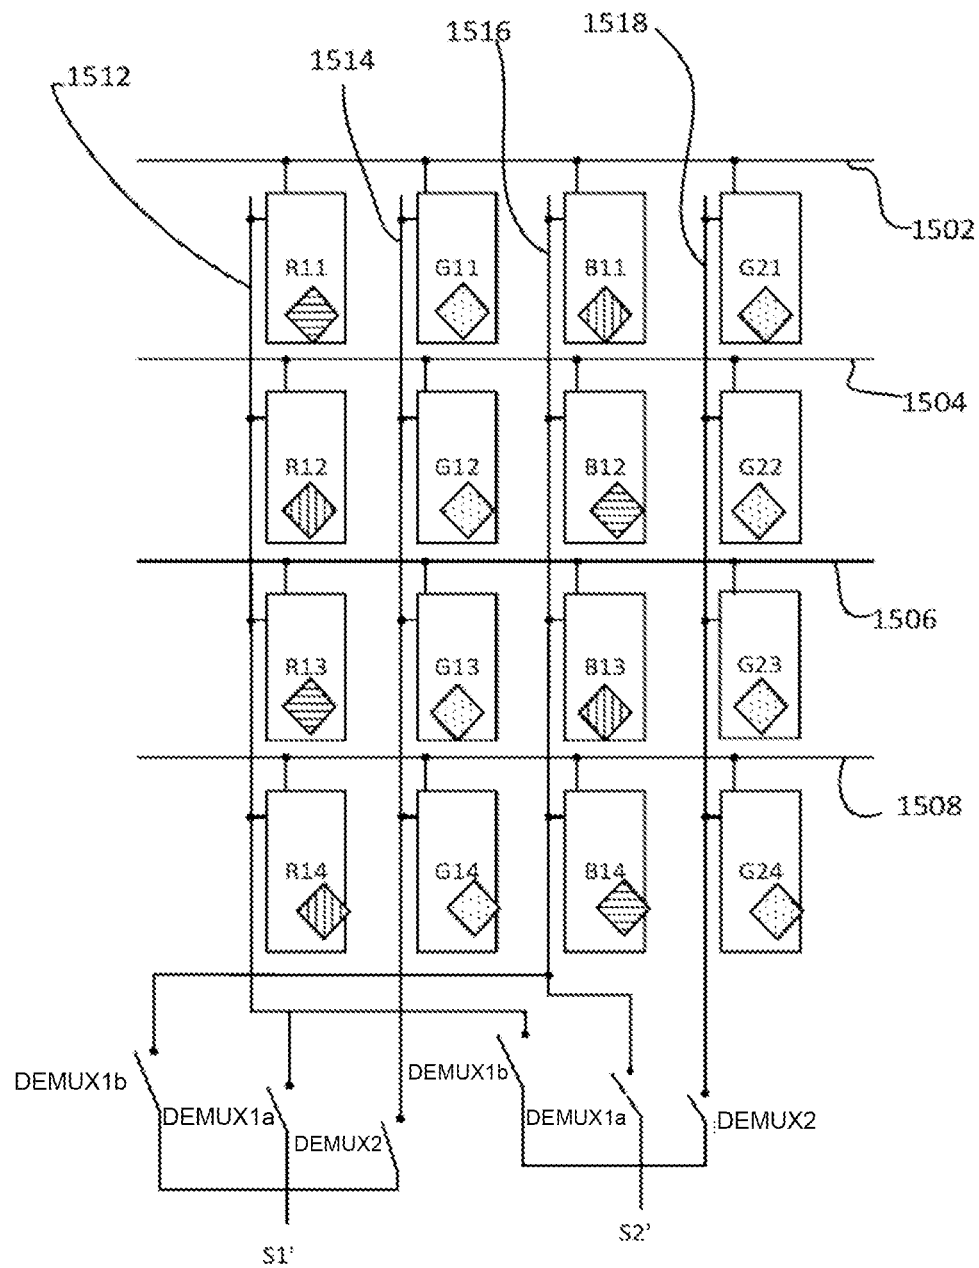 1512
1514
1516
1518
1502
R11
G11
B11
G21
1504
R12
G12
B12
G22
1506
R13
G13
B13
G23
1508
R14
G14
B14
G24
DEMUX1b
DEMUX1a
DEMUX2
DEMUX1b
DEMUX1a
DEMUX2
S1'
S2'